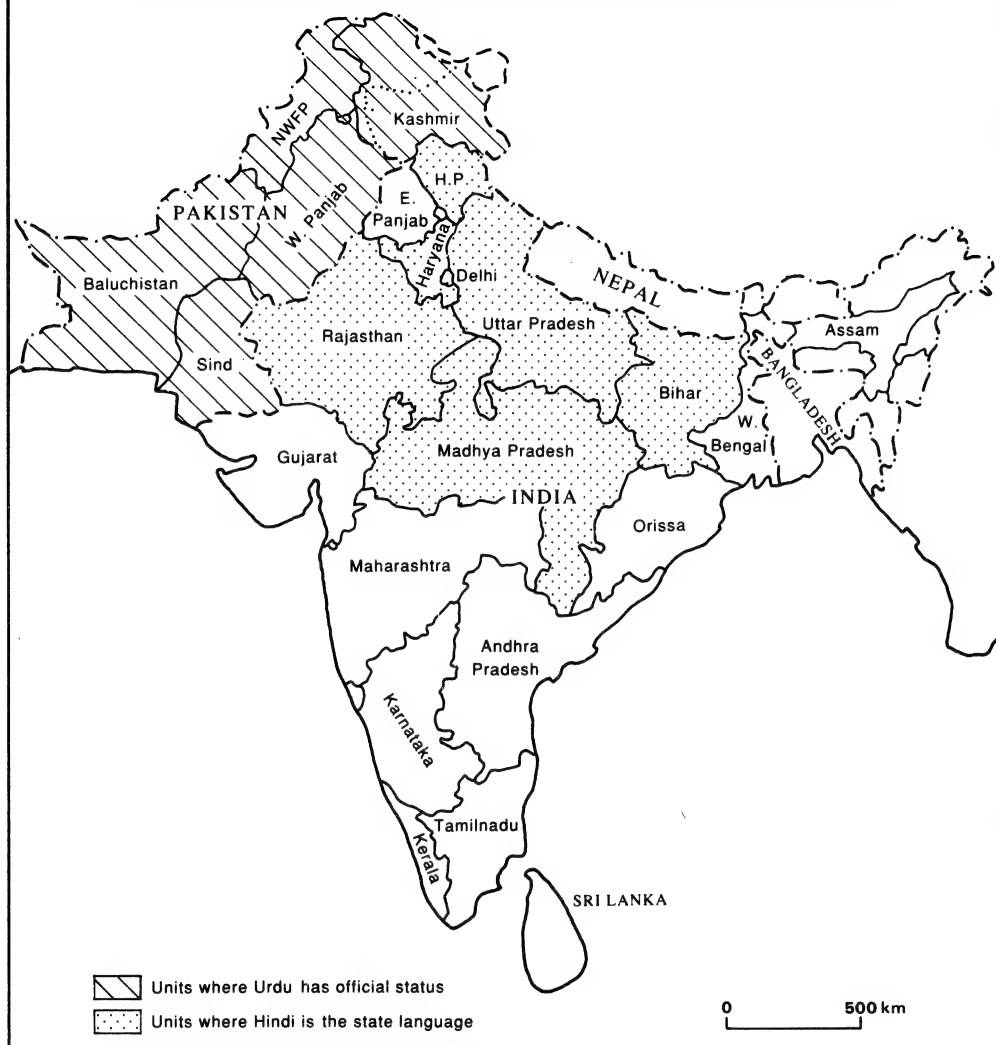 NWFP
Kashmir
H.P.
PAKISTAN
W. Panjab
E.
Panjab
Haryana
Baluchistan
Delhi
NEPAL
Rajasthan
Uttar Pradesh
Assam
Sind
BANGLADESH
Bihar
W.
Bengal
Gujarat
Madhya Pradesh
INDIA
Orissa
Maharashtra
Andhra
Pradesh
Karnataka
Tamilnadu
Kerala
SRI LANKA
Units where Urdu has official status
Units where Hindi is the state language
0 500 km